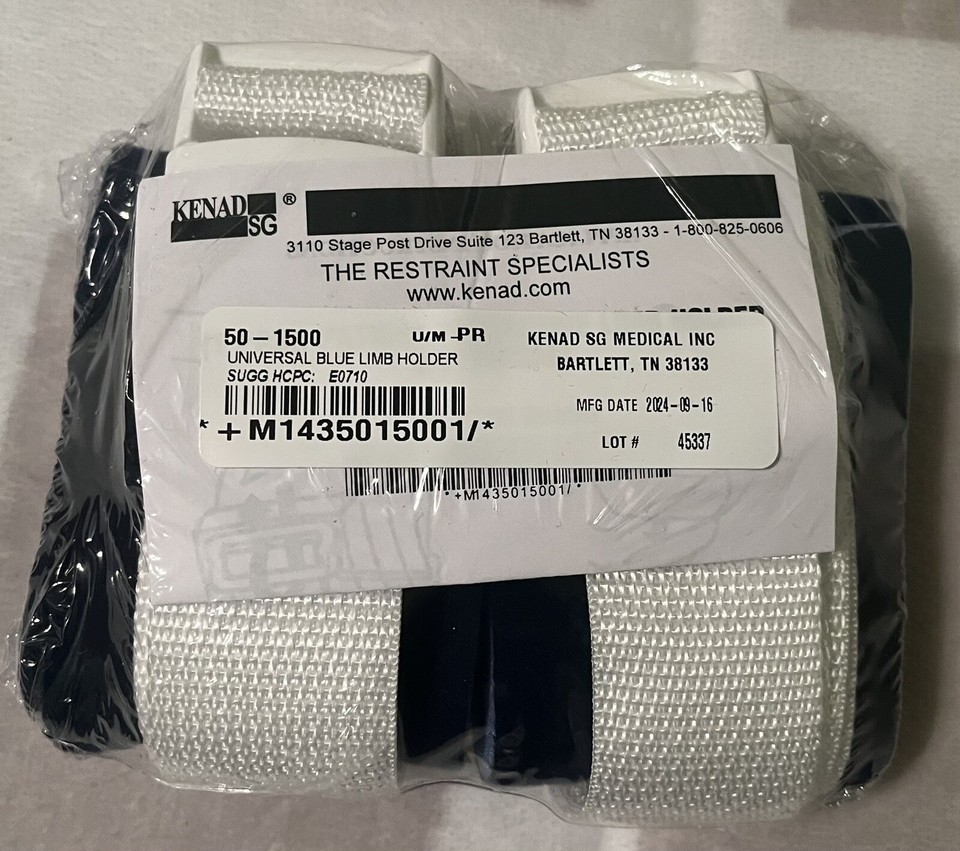 KENAD SG ®
3110 Stage Post Drive Suite 123 Bartlett, TN 38133 - 1-800-825-0606
THE RESTRAINT SPECIALISTS
www.kenad.com
HOLDER
50-1500 U/M -PR KENAD SG MEDICAL INC
UNIVERSAL BLUE LIMB HOLDER BARTLETT, TN 38133
SUGG HCPC: E0710
MFG DATE 2024-09-16
*+M1435015001/*
LOT # 45337
*+M1435015001/*